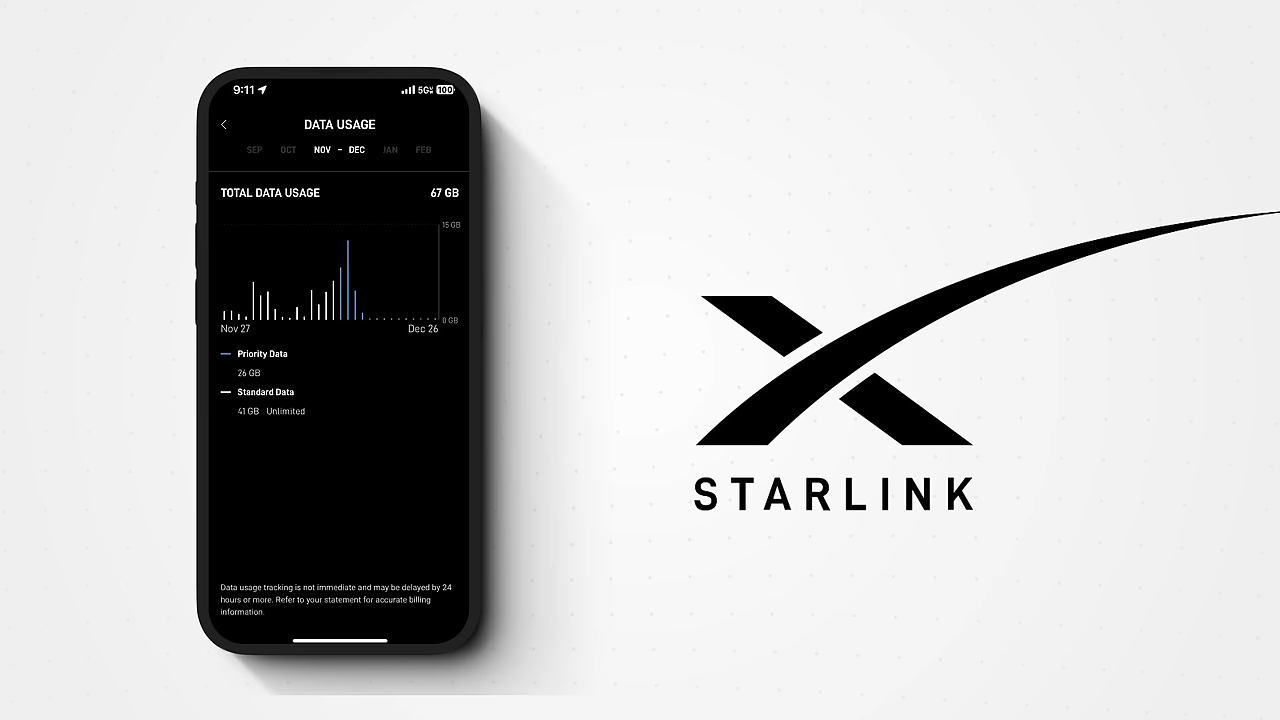 9:11 5G 100
DATA USAGE
SEP OCT NOV – DEC JAN FEB
TOTAL DATA USAGE 67 GB
15 GB
0 GB
Nov 27 Dec 26
Priority Data
26 GB
Standard Data
41 GB Unlimited
Data usage tracking is not immediate and may be delayed by 24
hours or more. Refer to your statement for accurate billing
information.
STARLINK